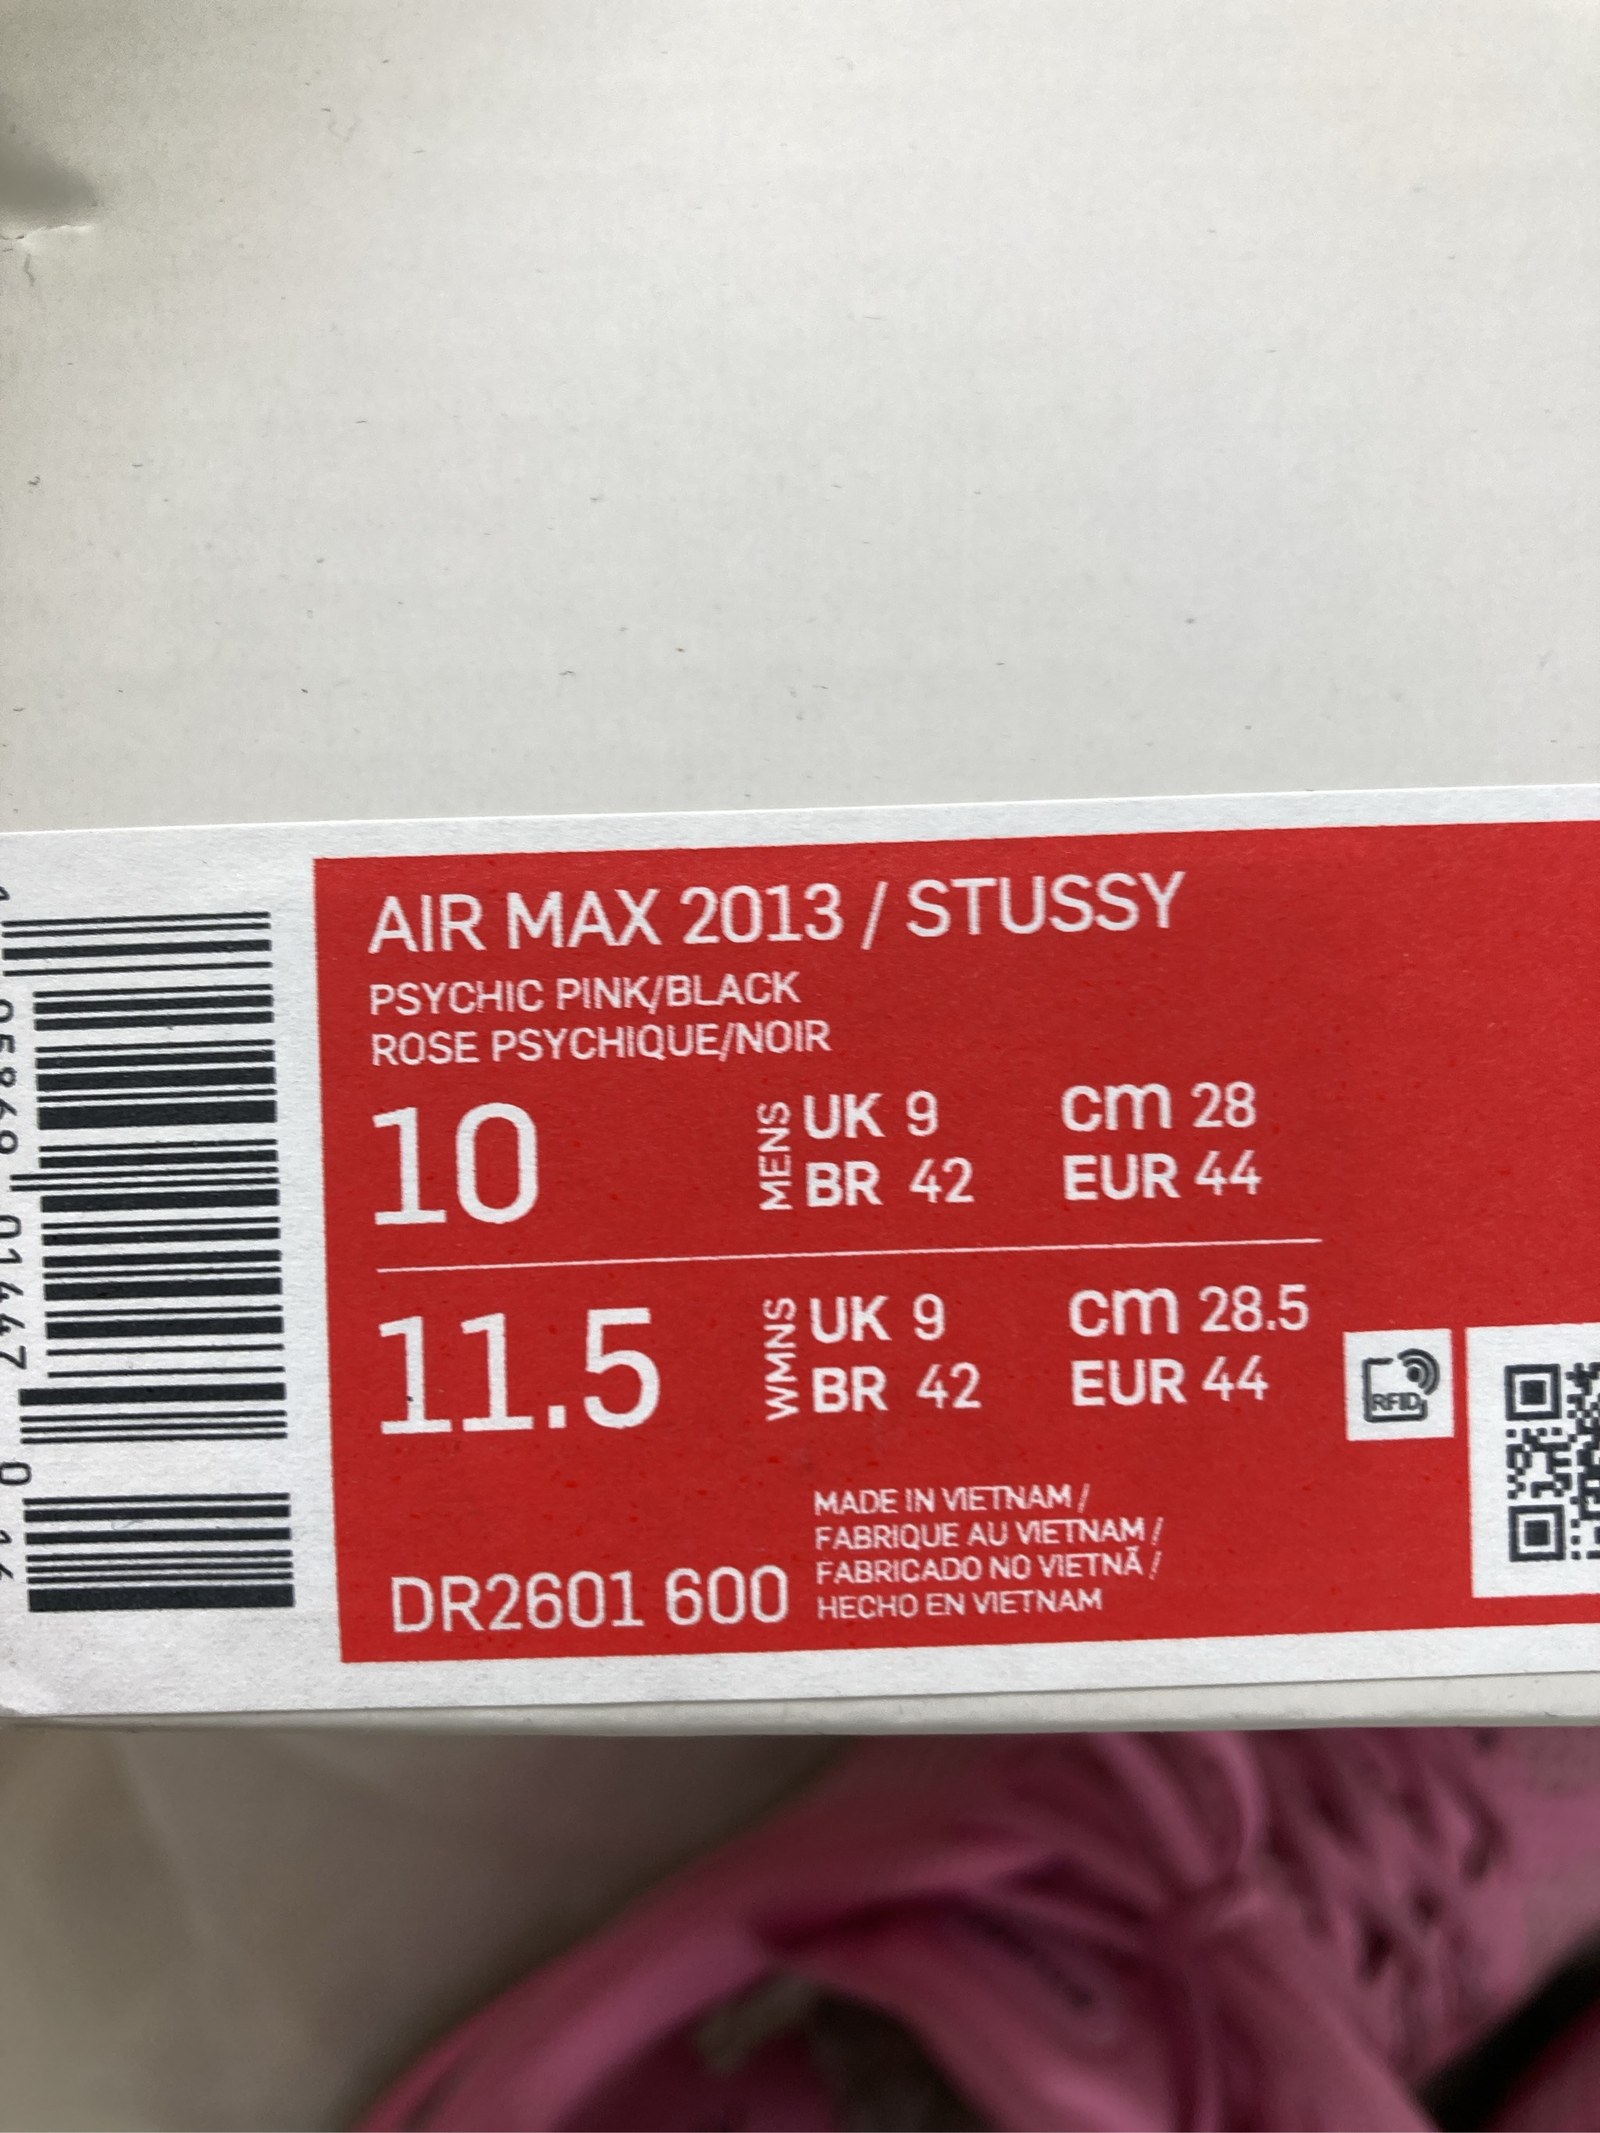 AIR MAX 2013 / STUSSY
PSYCHIC PINK/BLACK
ROSE PSYCHIQUE/NOIR
10 MENS UK 9 cm 28
BR 42 EUR 44
11.5 WMNS UK 9 cm 28.5
BR 42 EUR 44
RFID
MADE IN VIETNAM /
FABRIQUE AU VIETNAM /
FABRICADO NO VIETNÃ /
HECHO EN VIETNAM
DR2601 600